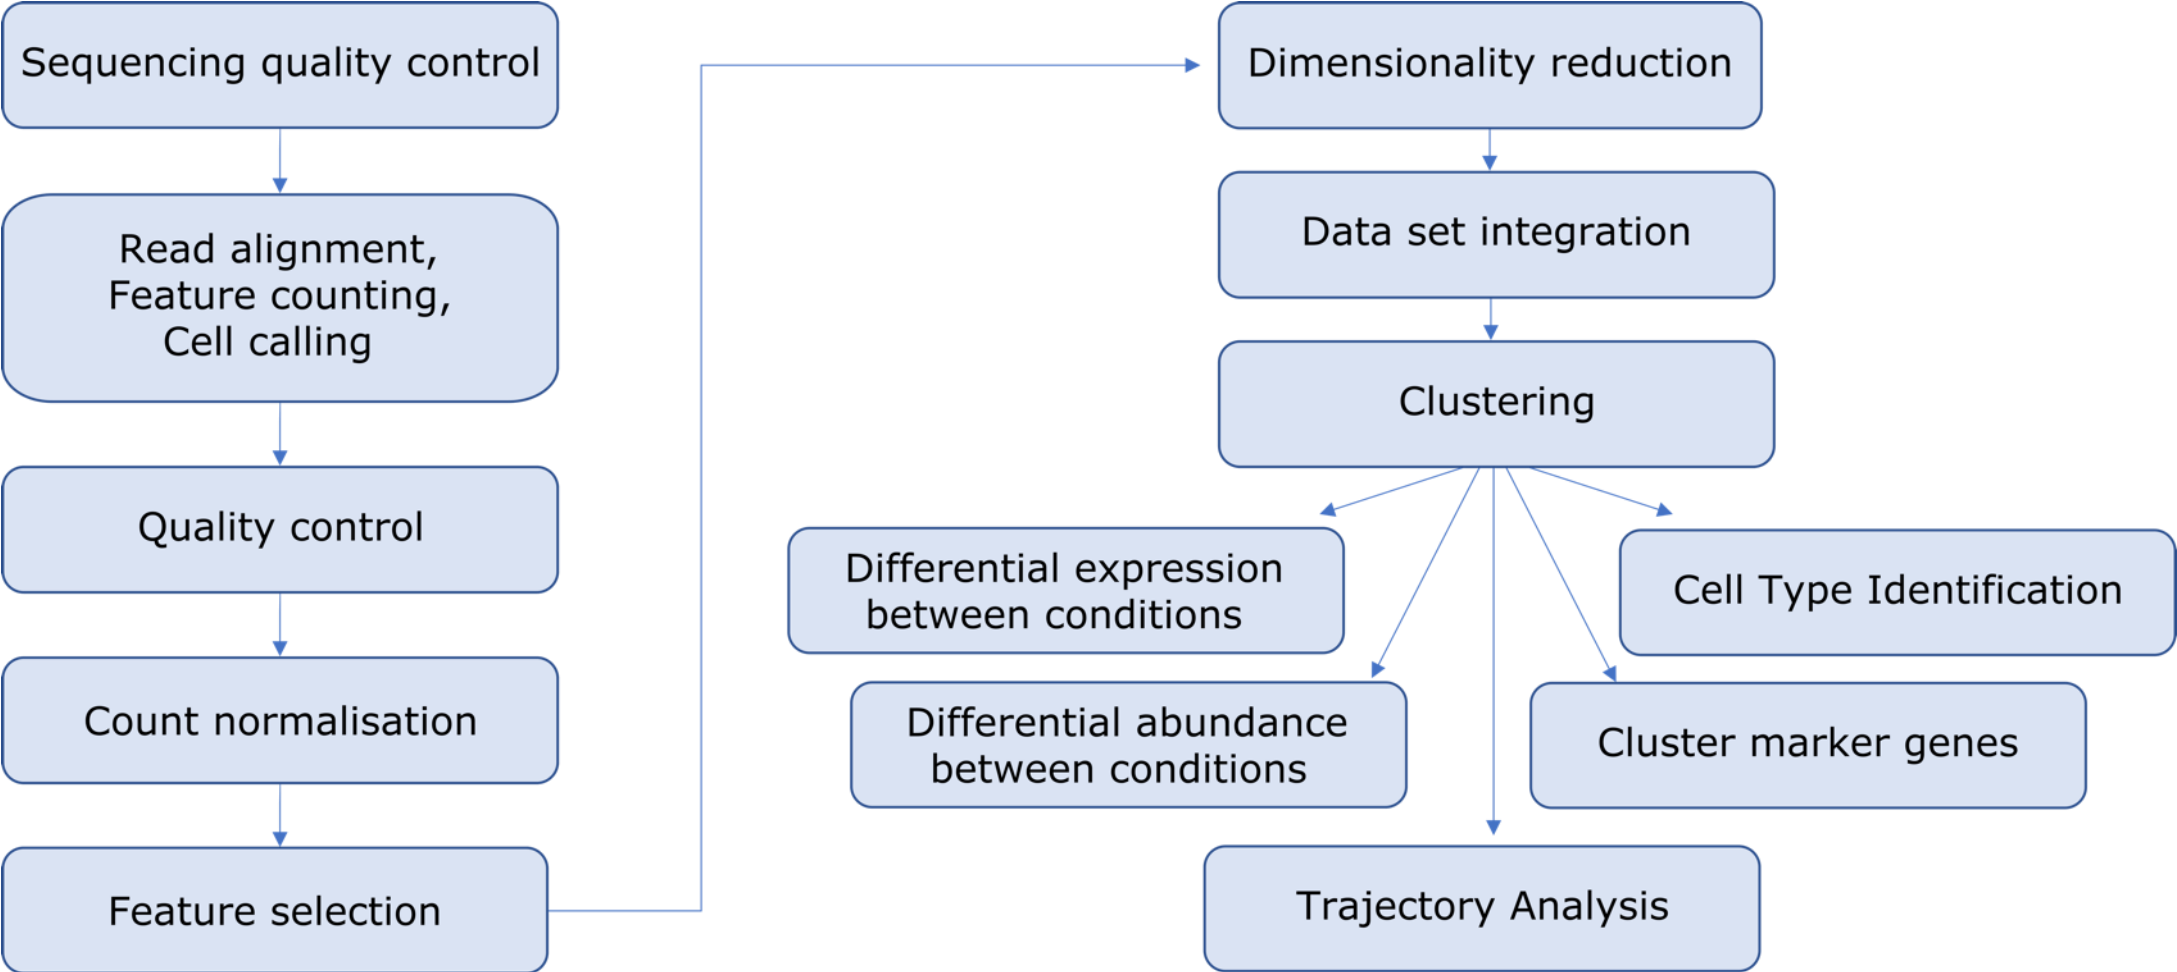 Sequencing quality control
Read alignment,
Feature counting,
Cell calling
Quality control
Count normalisation
Feature selection
Dimensionality reduction
Data set integration
Clustering
Differential expression
between conditions
Differential abundance
between conditions
Trajectory Analysis
Cluster marker genes
Cell Type Identification